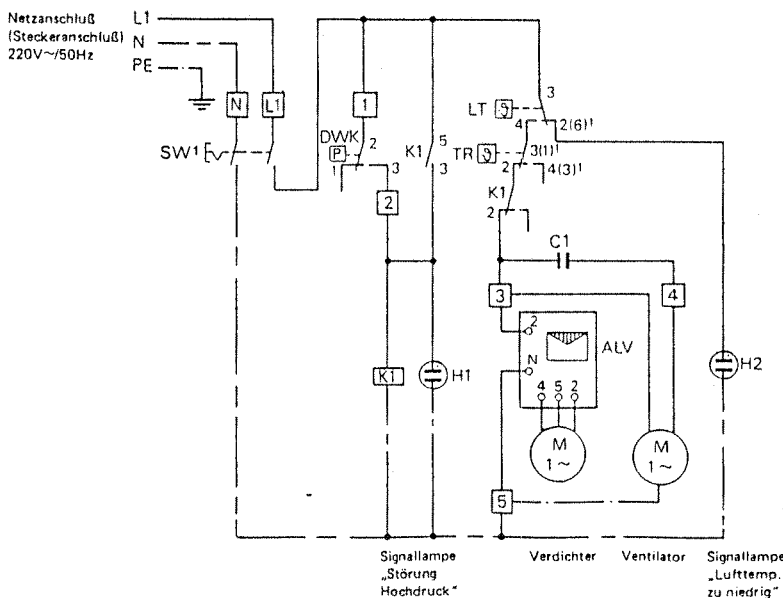 Netzanschluß
(Steckeranschluß)
220V~/50Hz
L1
N
PE
N
L1
SW1
1
DWK
P
2
1
3
2
K1
5
3
K1
H1
3
LT
ϑ
4
2(6)¹
TR
ϑ
3(1)¹
2
4(3)¹
K1
2
C1
3
4
2
N
ALV
4 5 2
M
1~
M
1~
H2
5
Signallampe
„Störung
Hochdruck"
Verdichter
Ventilator
Signallampe
„Lufttemp.
zu niedrig"